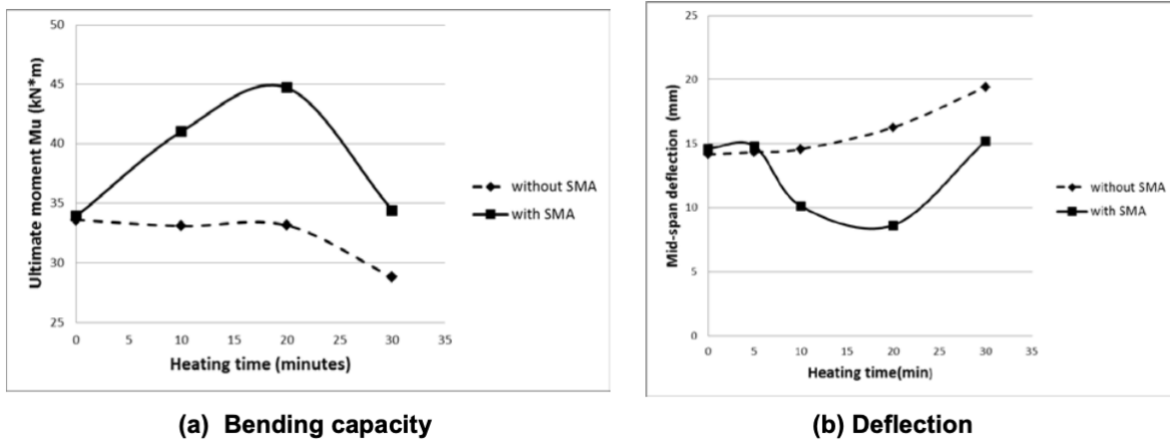 50
45
40
35
30
25
0 5 10 15 20 25 30 35
Ultimate moment Mu (kN*m)
Heating time (minutes)
without SMA
with SMA
(a) Bending capacity
25
20
15
10
5
0
0 5 10 15 20 25 30 35
Mid-span deflection (mm)
Heating time(min)
without SMA
with SMA
(b) Deflection